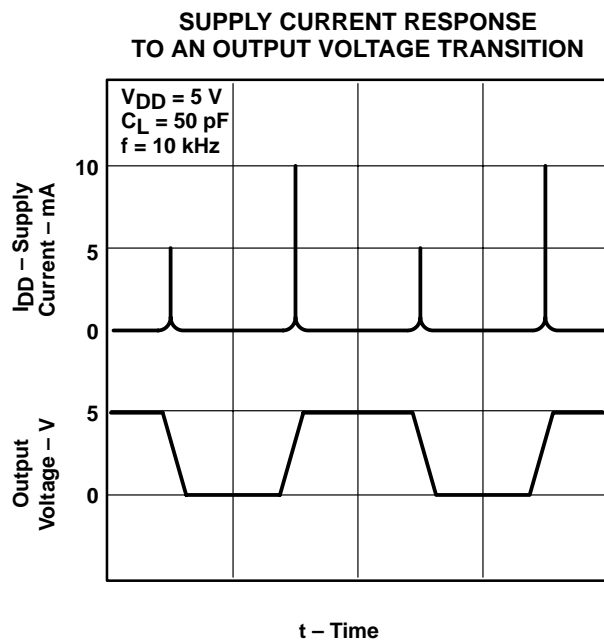 SUPPLY CURRENT RESPONSE
TO AN OUTPUT VOLTAGE TRANSITION
VDD = 5 V
CL = 50 pF
f = 10 kHz
IDD – Supply
Current – mA
10
5
0
Output
Voltage – V
5
0
t – Time